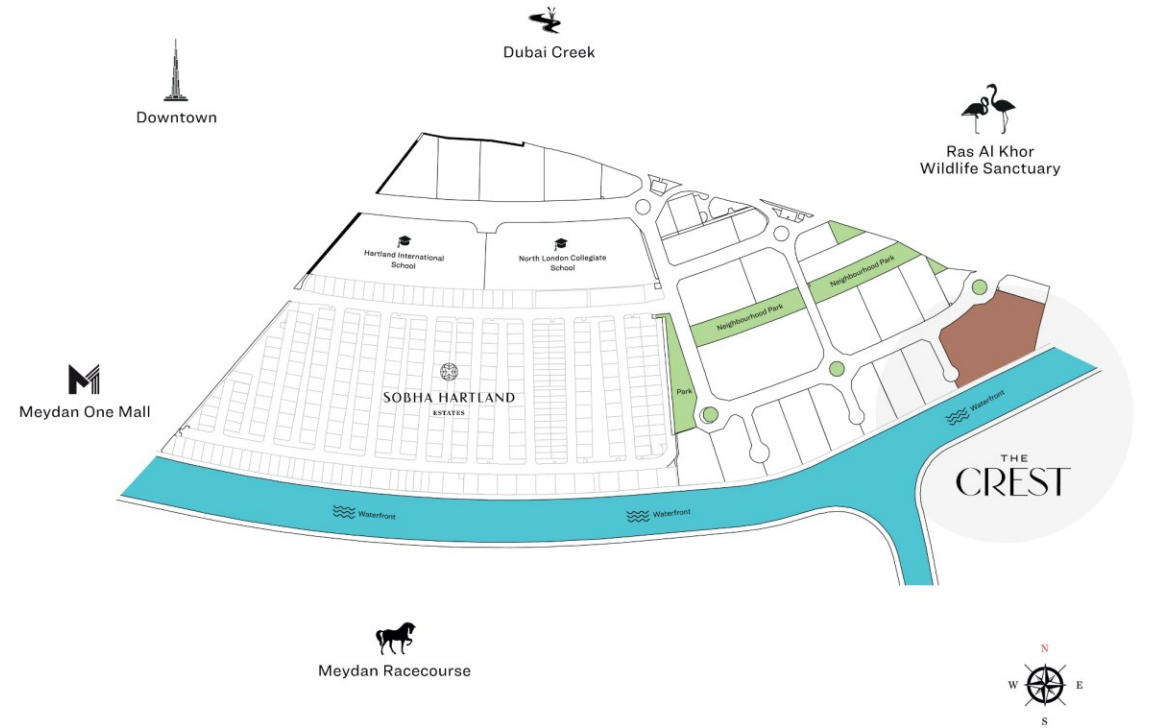 Dubai Creek
Downtown
Ras Al Khor
Wildlife Sanctuary
Hartland International
School
North London Collegiate
School
Neighbourhood Park
Neighbourhood Park
Meydan One Mall
SOBHA HARTLAND
ESTATES
Park
Waterfront
THE
CREST
Waterfront
Waterfront
Meydan Racecourse
N
W
E
S